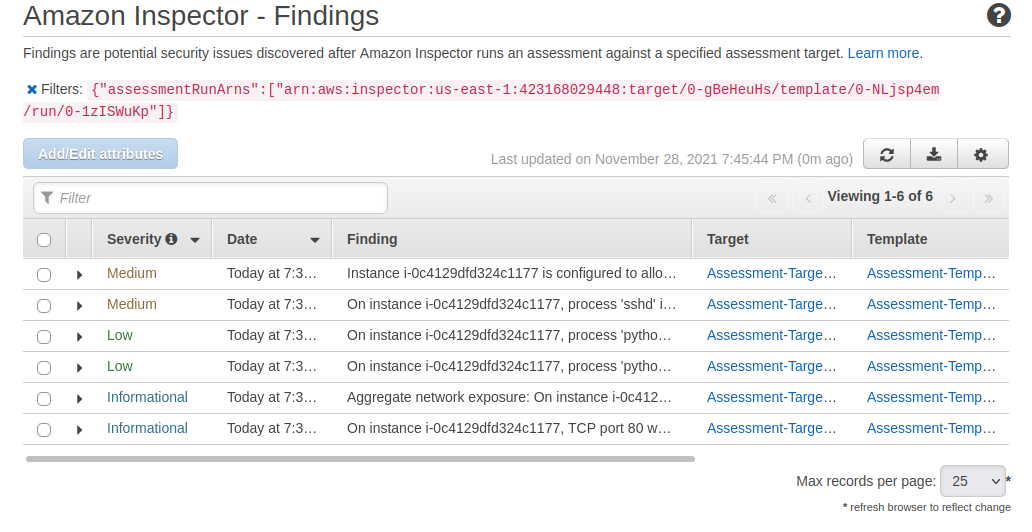 Amazon Inspector - Findings
Findings are potential security issues discovered after Amazon Inspector runs an assessment against a specified assessment target. Learn more.
Filters: {"assessmentRunArns":["arn:aws:inspector:us-east-1:423168029448:target/0-gBeHeuHs/template/0-NLjsp4em
/run/0-1zISWuKp"]}
Add/Edit attributes Last updated on November 28, 2021 7:45:44 PM (0m ago)
Filter « ‹ Viewing 1-6 of 6 › »
Severity Date Finding Target Template
Medium Today at 7:3… Instance i-0c4129dfd324c1177 is configured to allo… Assessment-Targe… Assessment-Temp…
Medium Today at 7:3… On instance i-0c4129dfd324c1177, process 'sshd' i… Assessment-Targe… Assessment-Temp…
Low Today at 7:3… On instance i-0c4129dfd324c1177, process 'pytho… Assessment-Targe… Assessment-Temp…
Low Today at 7:3… On instance i-0c4129dfd324c1177, process 'pytho… Assessment-Targe… Assessment-Temp…
Informational Today at 7:3… Aggregate network exposure: On instance i-0c412… Assessment-Targe… Assessment-Temp…
Informational Today at 7:3… On instance i-0c4129dfd324c1177, TCP port 80 w… Assessment-Targe… Assessment-Temp…
Max records per page: 25 *
* refresh browser to reflect change